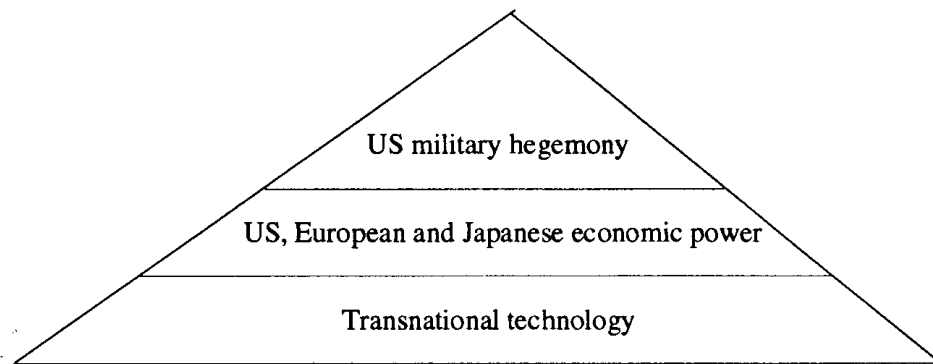 US military hegemony
US, European and Japanese economic power
Transnational technology